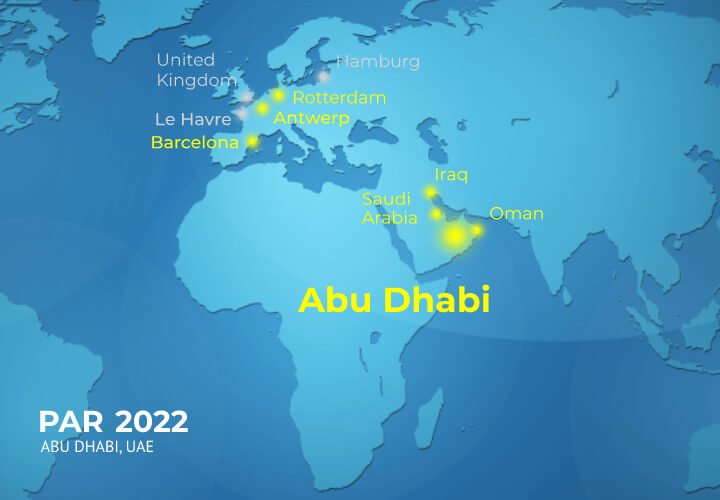 United
Kingdom
Hamburg
Rotterdam
Le Havre
Antwerp
Barcelona
Iraq
Saudi
Arabia
Oman
Abu Dhabi
PAR 2022
ABU DHABI, UAE